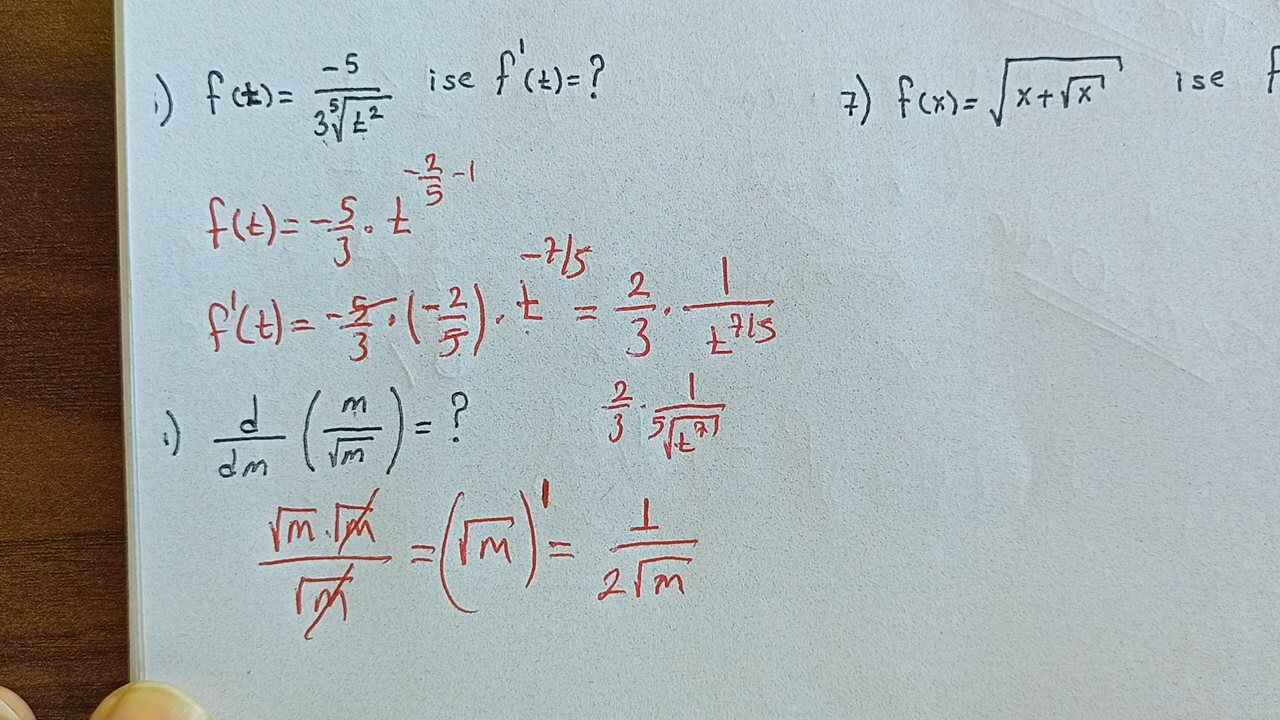 i) f(t) = -5 / 3⁵√t² ise f'(t) = ?
f(t) = -5/3 · t^(-2/5 - 1)
f'(t) = -5/3 · (-2/5) · t^(-7/5) = 2/3 · 1/t^(7/5)
2/3 · 1/⁵√t⁷
i) d/dm (m/√m) = ?
√m · √m / √m = (√m)' = 1/2√m
7) f(x) = √(x+√x) ise f